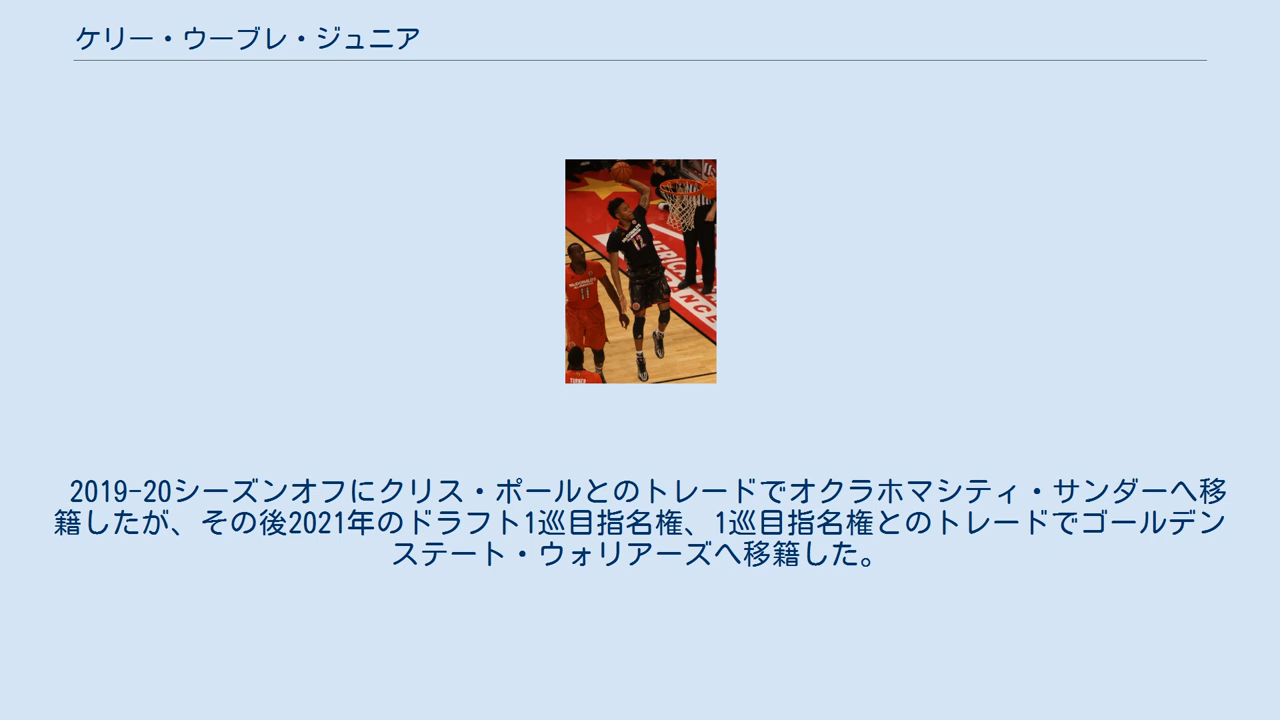 ケリー・ウーブレ・ジュニア
12
11
TURNER
2019-20シーズンオフにクリス・ポールとのトレードでオクラホマシティ・サンダーへ移
籍したが、その後2021年のドラフト1巡目指名権、1巡目指名権とのトレードでゴールデン
ステート・ウォリアーズへ移籍した。